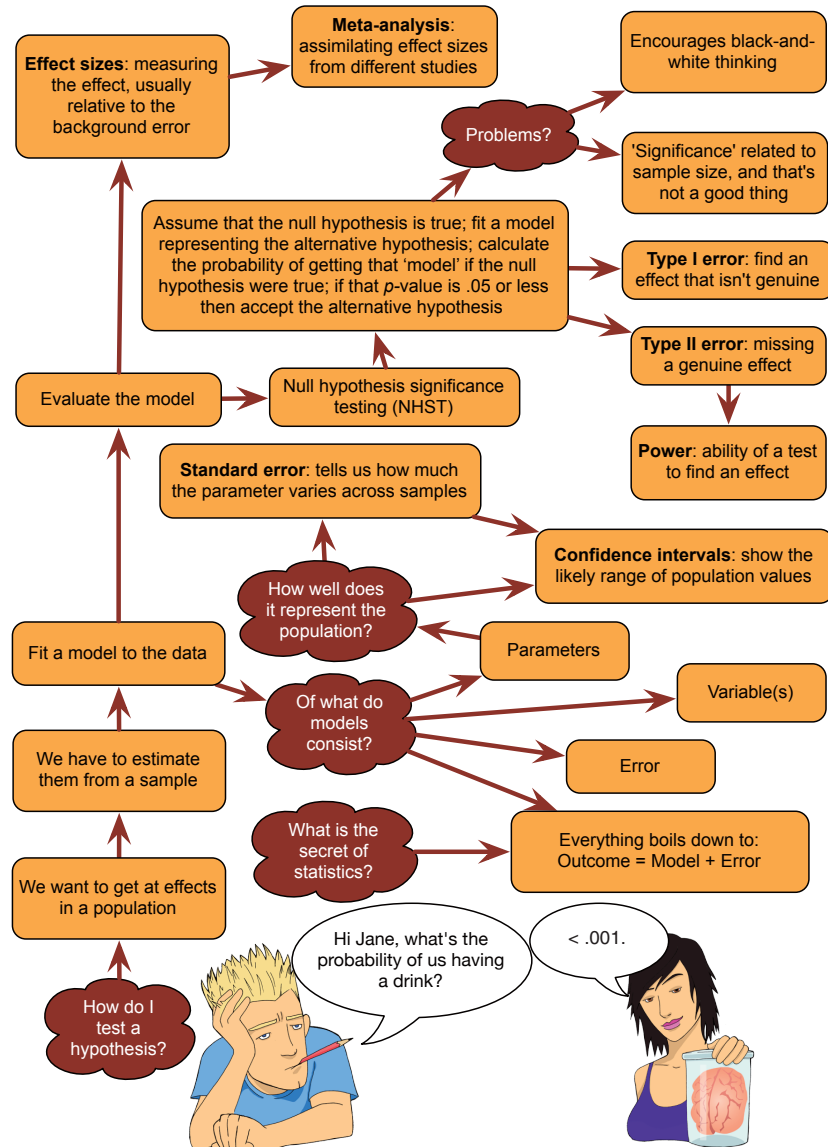 Meta-analysis:
assimilating effect sizes
from different studies
Effect sizes: measuring
the effect, usually
relative to the
background error
Encourages black-and-
white thinking
Problems?
'Significance' related to
sample size, and that's
not a good thing
Assume that the null hypothesis is true; fit a model
representing the alternative hypothesis; calculate
the probability of getting that ‘model’ if the null
hypothesis were true; if that p-value is .05 or less
then accept the alternative hypothesis
Type I error: find an
effect that isn't genuine
Type II error: missing
a genuine effect
Evaluate the model
Null hypothesis significance
testing (NHST)
Power: ability of a test
to find an effect
Standard error: tells us how much
the parameter varies across samples
Confidence intervals: show the
likely range of population values
How well does
it represent the
population?
Fit a model to the data
Parameters
Of what do
models
consist?
Variable(s)
We have to estimate
them from a sample
Error
What is the
secret of
statistics?
Everything boils down to:
Outcome = Model + Error
We want to get at effects
in a population
Hi Jane, what's the
probability of us having
a drink?
< .001.
How do I
test a
hypothesis?